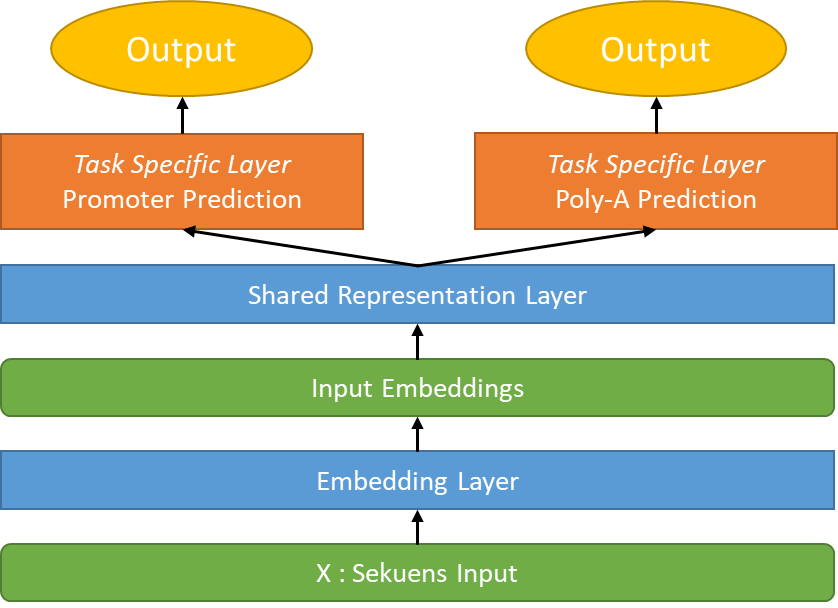 Output
Output
Task Specific Layer
Promoter Prediction
Task Specific Layer
Poly-A Prediction
Shared Representation Layer
Input Embeddings
Embedding Layer
X : Sekuens Input